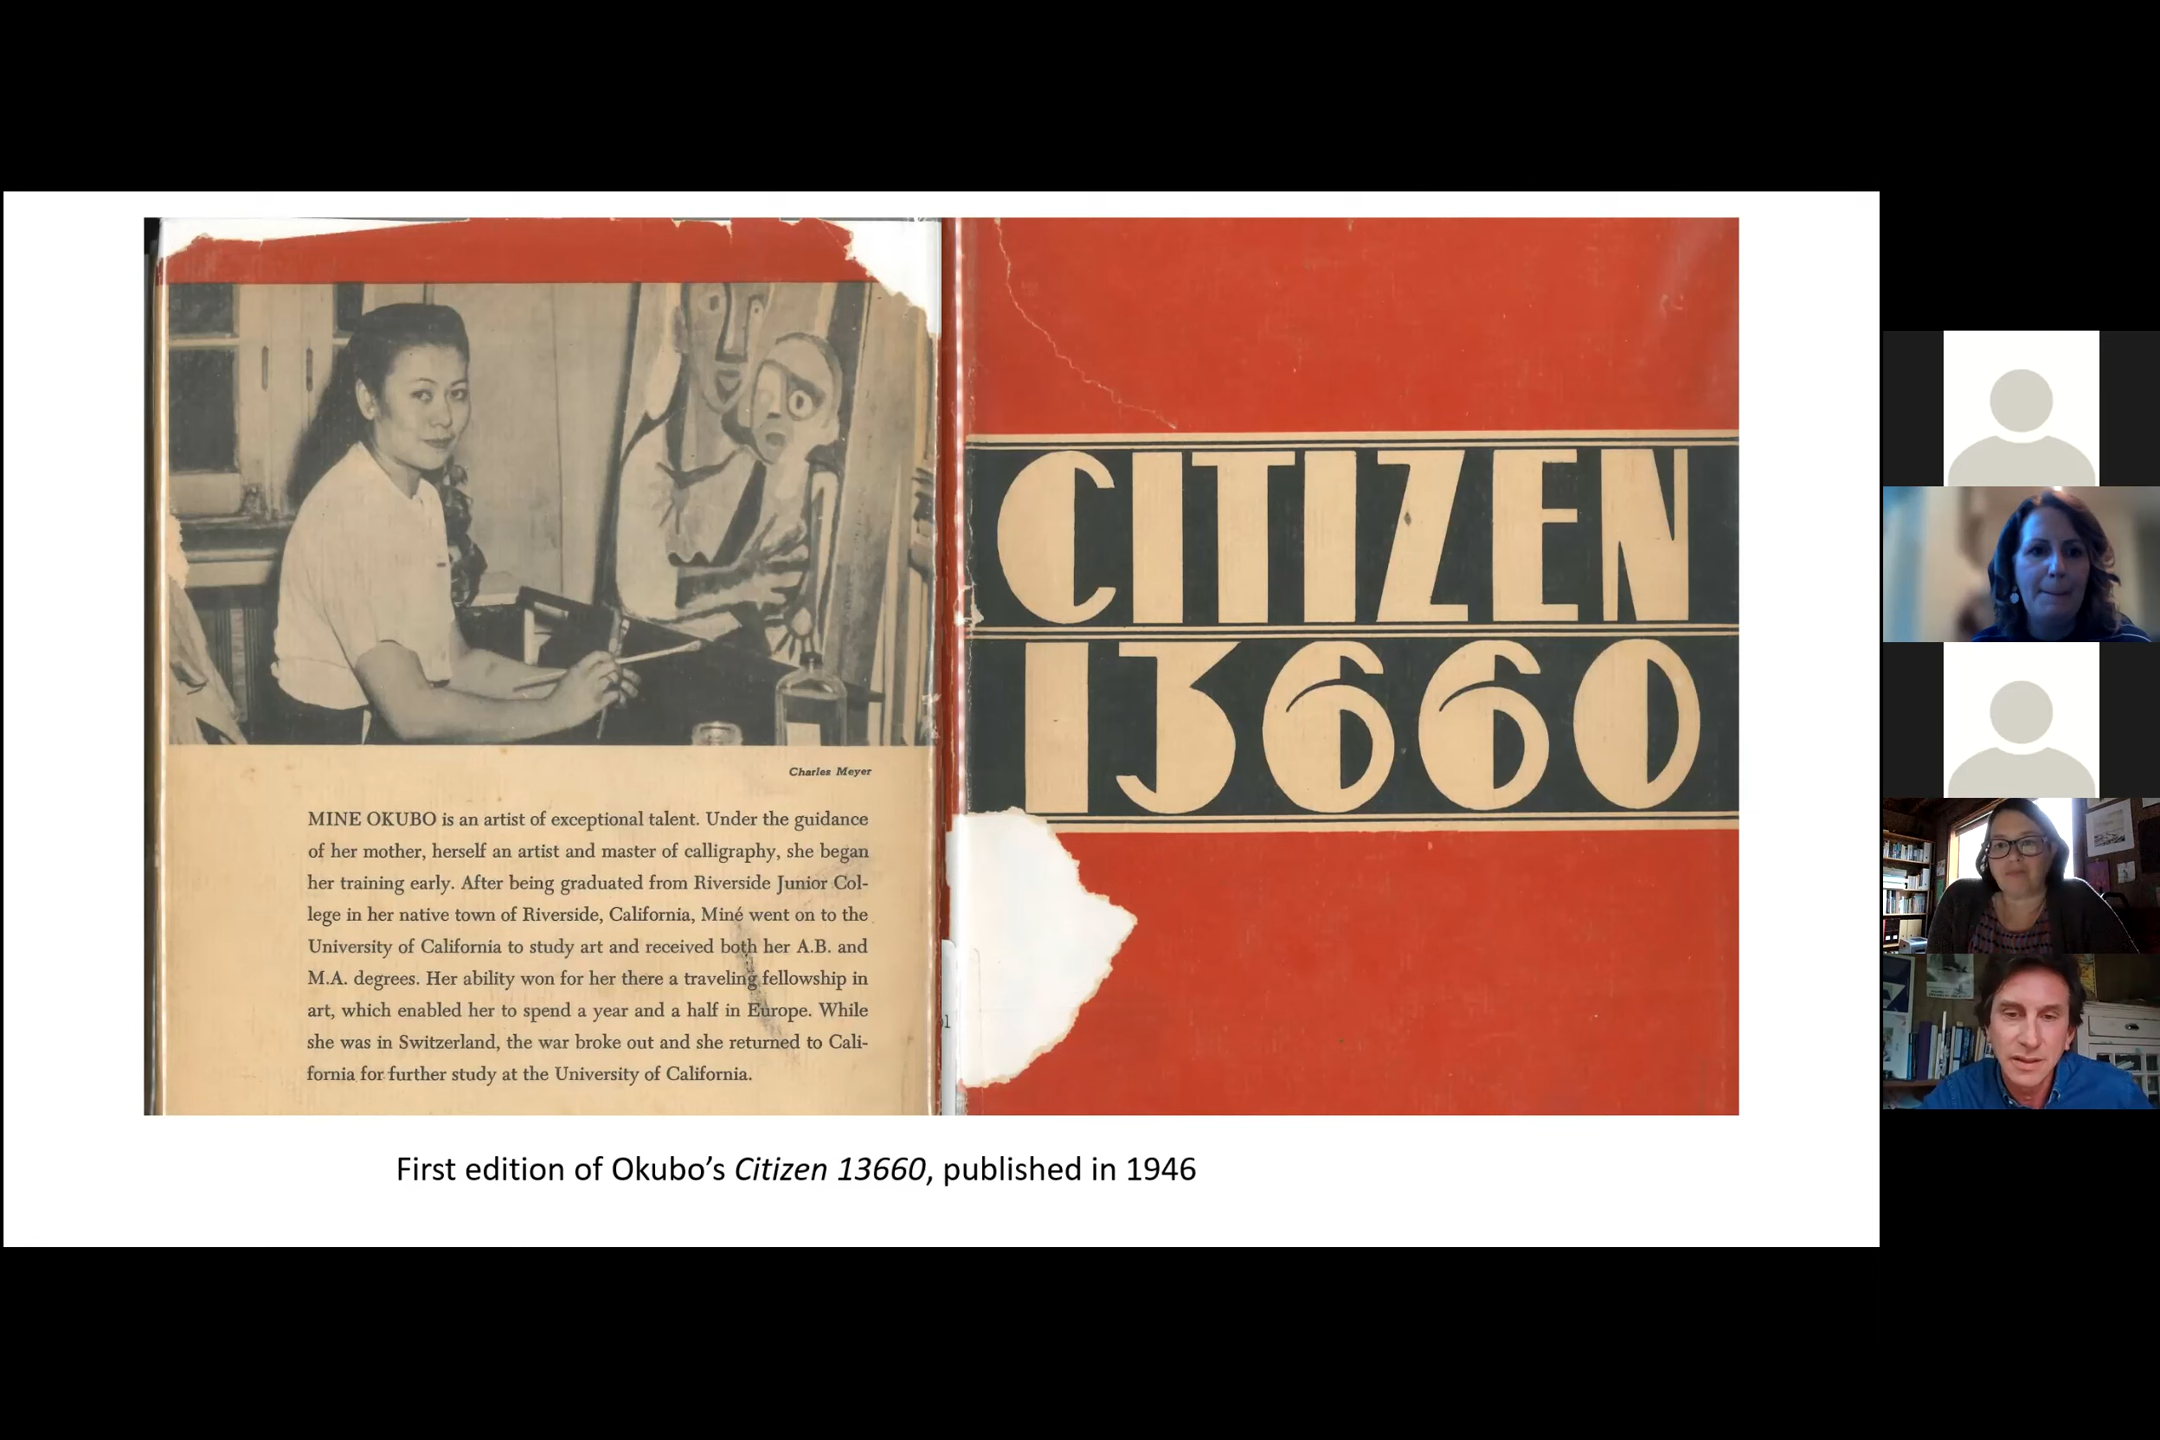 Charles Meyer
MINE OKUBO is an artist of exceptional talent. Under the guidance
of her mother, herself an artist and master of calligraphy, she began
her training early. After being graduated from Riverside Junior Col-
lege in her native town of Riverside, California, Miné went on to the
University of California to study art and received both her A.B. and
M.A. degrees. Her ability won for her there a traveling fellowship in
art, which enabled her to spend a year and a half in Europe. While
she was in Switzerland, the war broke out and she returned to Cali-
fornia for further study at the University of California.
CITIZEN
13660
First edition of Okubo’s Citizen 13660, published in 1946